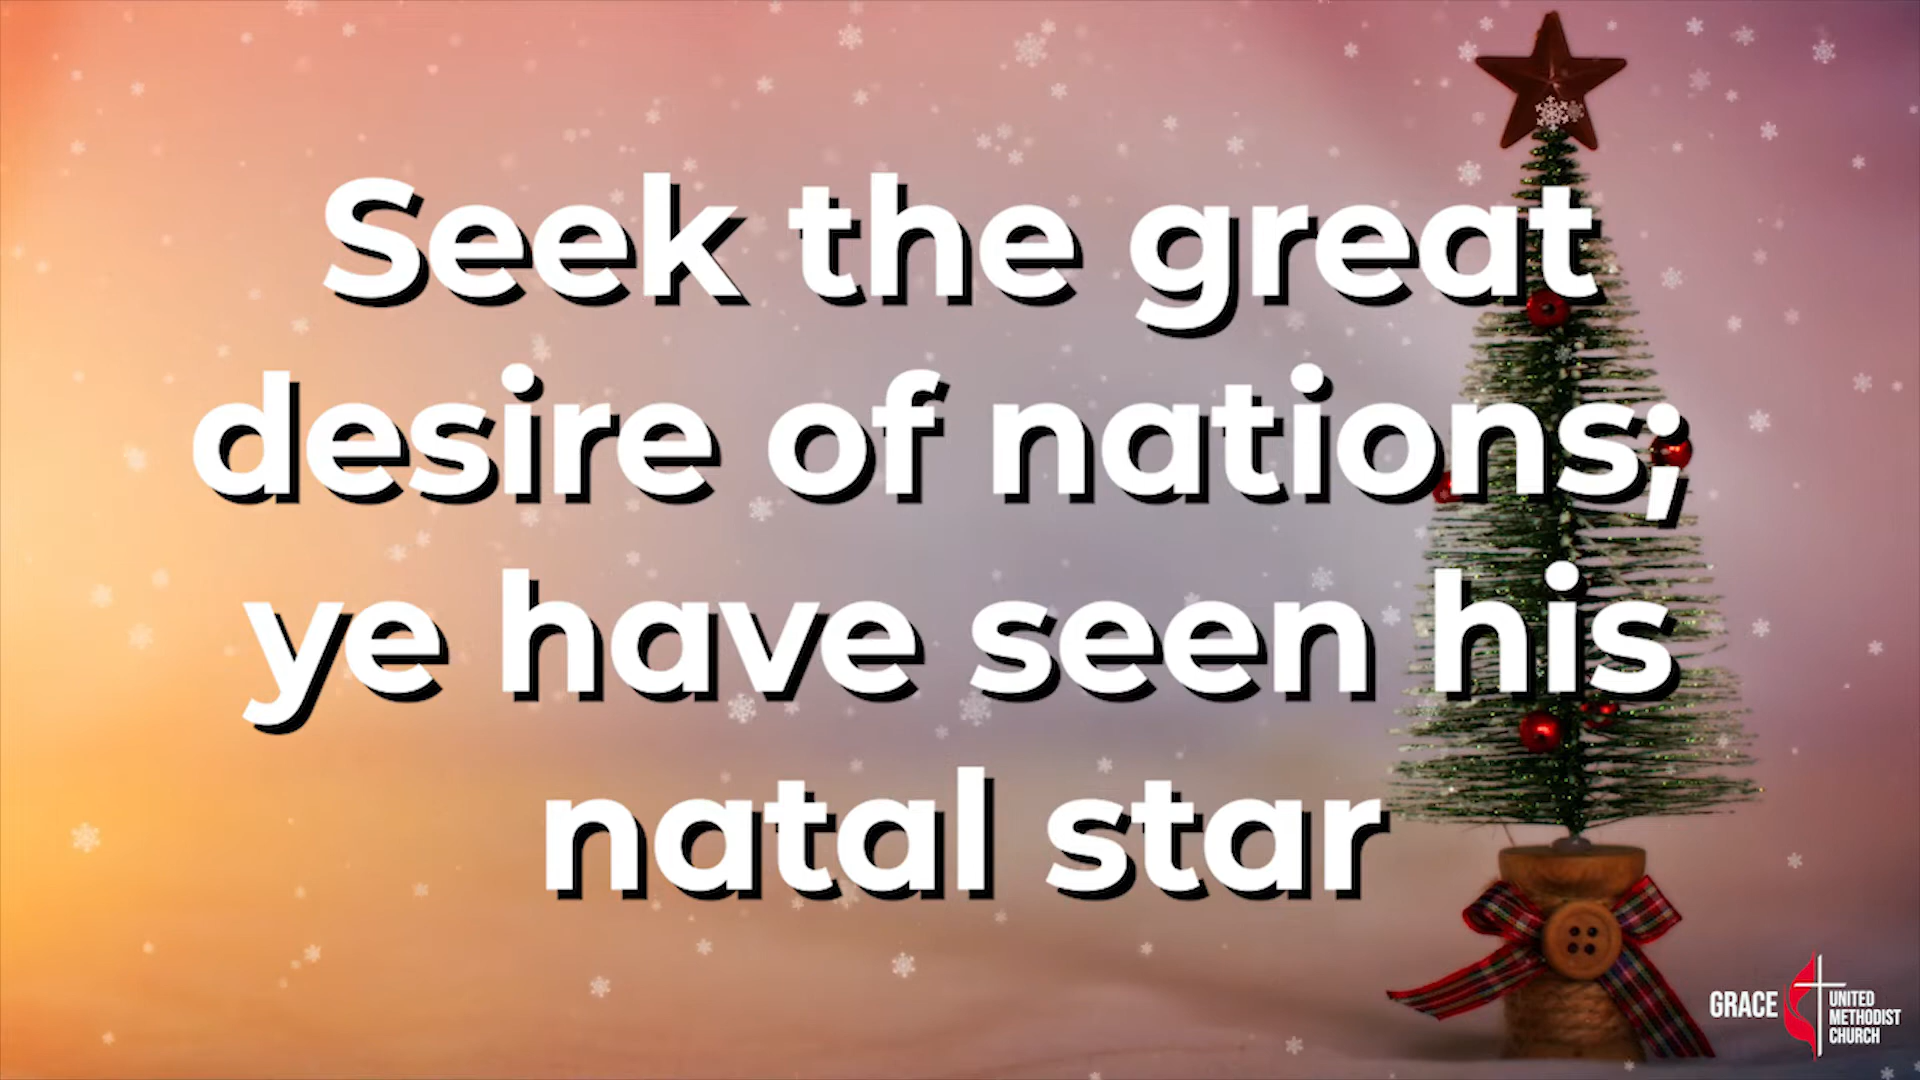 Seek the great
desire of nations;
ye have seen his
natal star
GRACE
UNITED
METHODIST
CHURCH